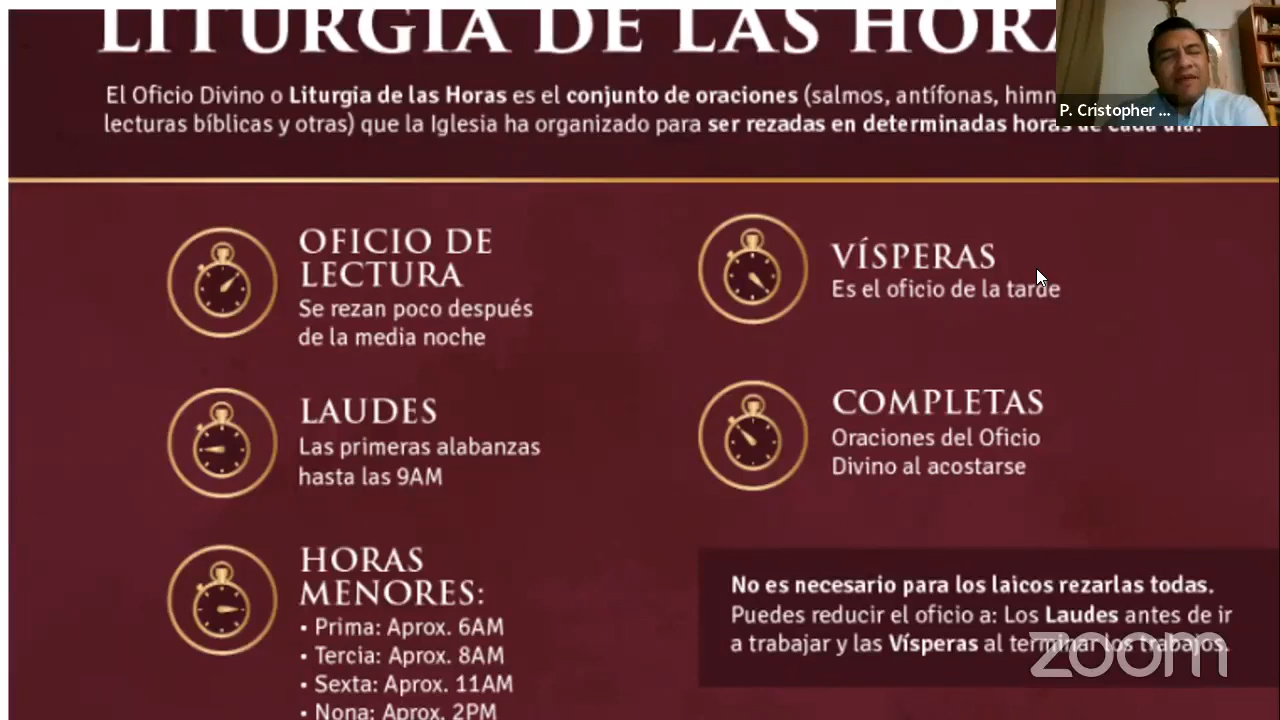 LITURGIA DE LAS HORA
El Oficio Divino o Liturgia de las Horas es el conjunto de oraciones (salmos, antífonas, himn
lecturas bíblicas y otras) que la Iglesia ha organizado para ser rezadas en determinadas horas de cada día.
P. Cristopher ...
OFICIO DE
LECTURA
Se rezan poco después
de la media noche
LAUDES
Las primeras alabanzas
hasta las 9AM
HORAS
MENORES:
• Prima: Aprox. 6AM
• Tercia: Aprox. 8AM
• Sexta: Aprox. 11AM
• Nona: Aprox. 2PM
VÍSPERAS
Es el oficio de la tarde
COMPLETAS
Oraciones del Oficio
Divino al acostarse
No es necesario para los laicos rezarlas todas.
Puedes reducir el oficio a: Los Laudes antes de ir
a trabajar y las Vísperas al terminar los trabajos.
zoom